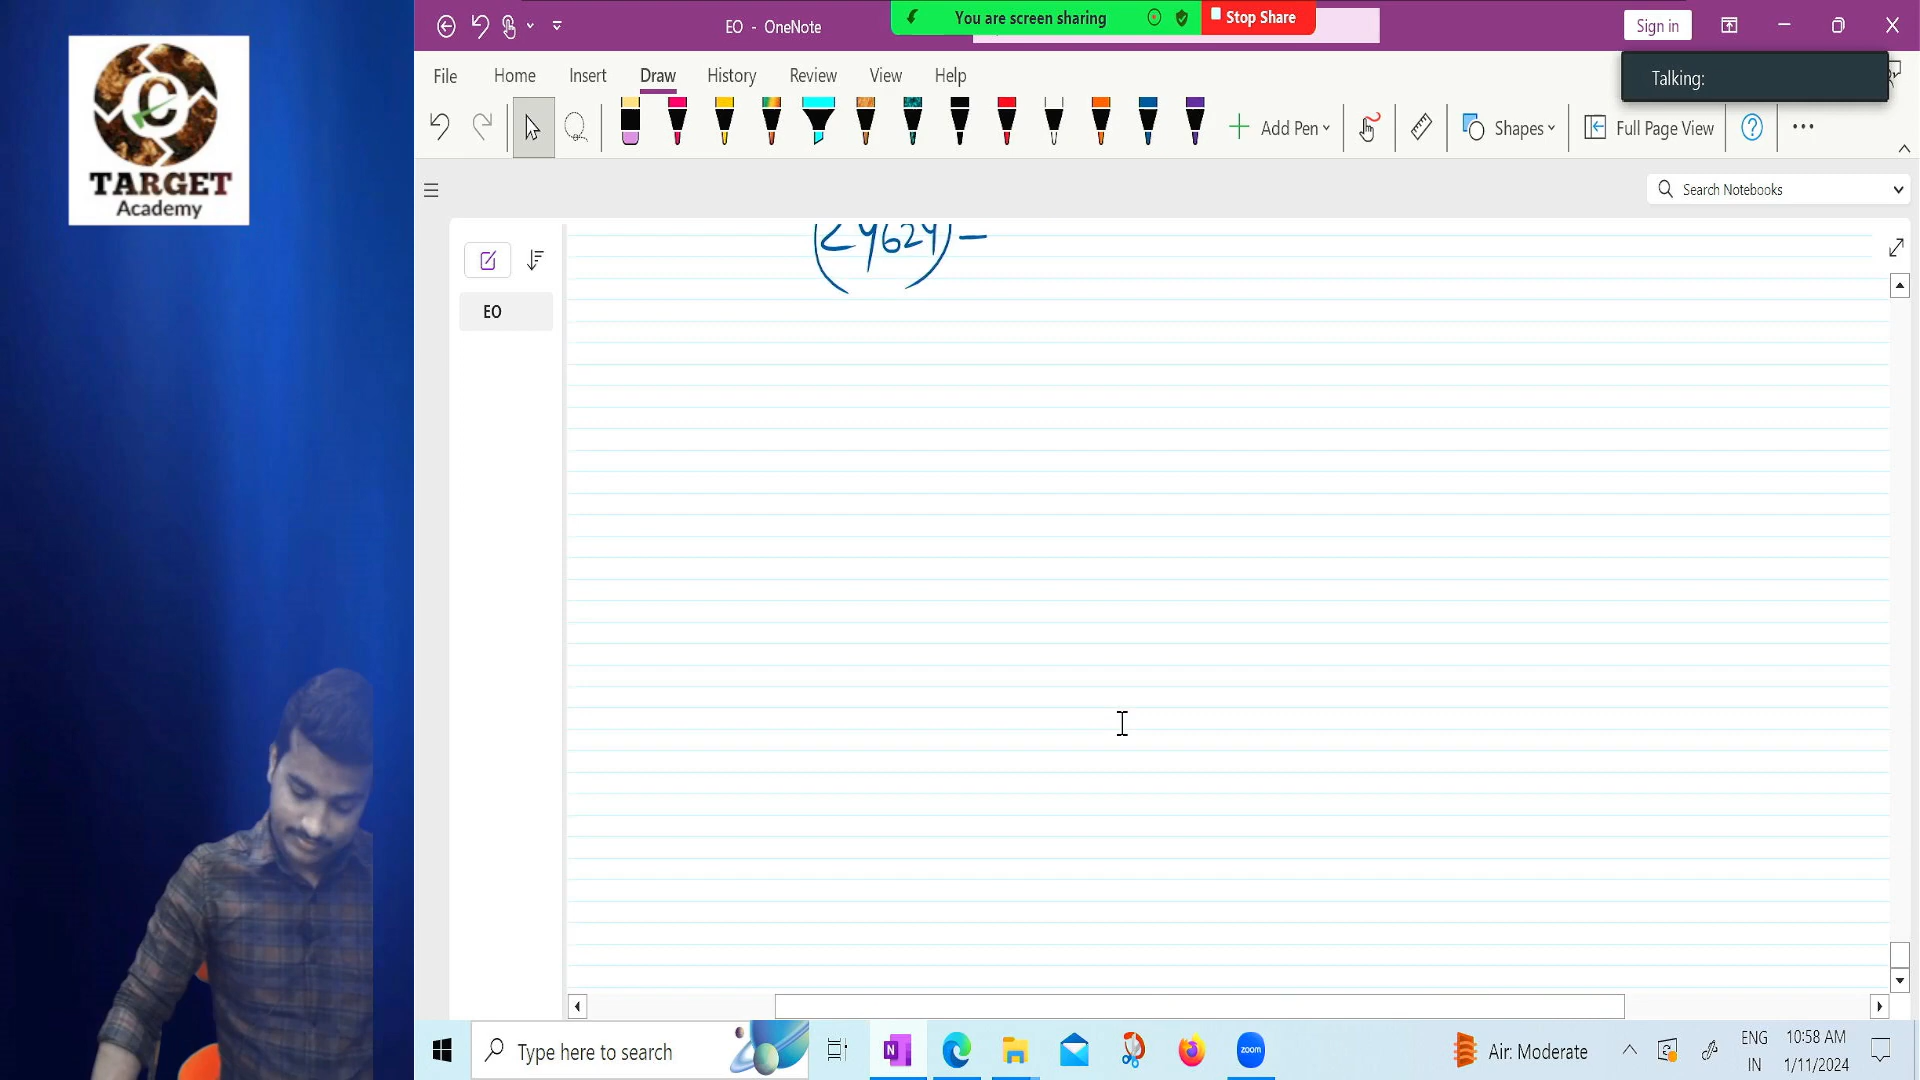 C
TARGET
Academy
EO - OneNote
You are screen sharing
Stop Share
Sign in
Talking:
File Home Insert Draw History Review View Help
Add Pen
Shapes
Full Page View
Search Notebooks
EO
Type here to search
zoom
Air: Moderate
ENG
IN
10:58 AM
1/11/2024